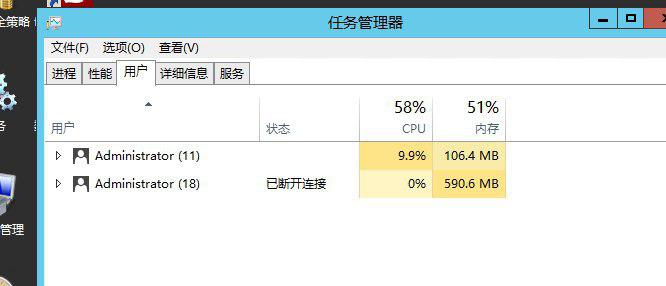 全策略
任务管理器
文件(F) 选项(O) 查看(V)
进程 性能 用户 详细信息 服务
58% 51%
用户 状态 CPU 内存
Administrator (11) 9.9% 106.4 MB
Administrator (18) 已断开连接 0% 590.6 MB
务
管理